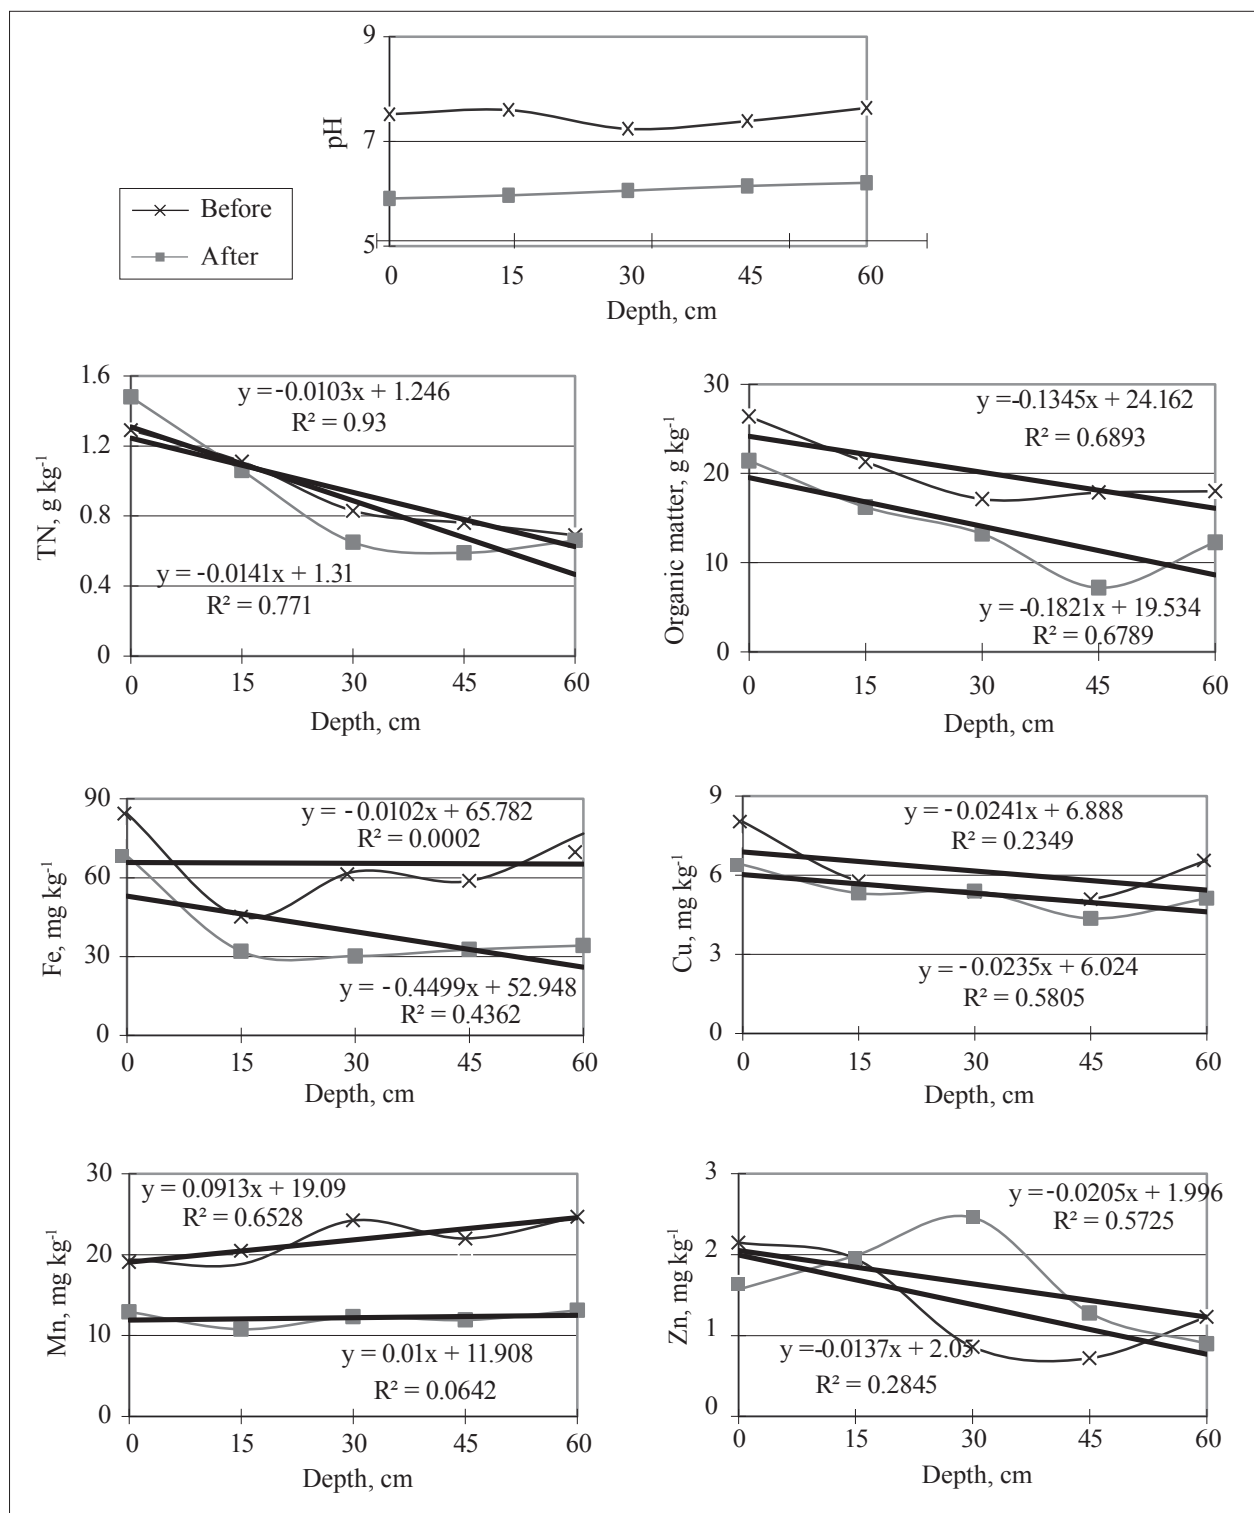 9
7
5
pH
0 15 30 45 60
Depth, cm
Before
After
1.6
1.2
0.8
0.4
0
TN, g kg⁻¹
y = -0.0103x + 1.246
R² = 0.93
y = -0.0141x + 1.31
R² = 0.771
0 15 30 45 60
Depth, cm
30
20
10
0
Organic matter, g kg⁻¹
y = -0.1345x + 24.162
R² = 0.6893
y = -0.1821x + 19.534
R² = 0.6789
0 15 30 45 60
Depth, cm
90
60
30
0
Fe, mg kg⁻¹
y = -0.0102x + 65.782
R² = 0.0002
y = -0.4499x + 52.948
R² = 0.4362
0 15 30 45 60
Depth, cm
9
6
3
0
Cu, mg kg⁻¹
y = -0.0241x + 6.888
R² = 0.2349
y = -0.0235x + 6.024
R² = 0.5805
0 15 30 45 60
Depth, cm
30
20
10
0
Mn, mg kg⁻¹
y = 0.0913x + 19.09
R² = 0.6528
y = 0.01x + 11.908
R² = 0.0642
0 15 30 45 60
Depth, cm
3
2
1
0
Zn, mg kg⁻¹
y = -0.0205x + 1.996
R² = 0.5725
y = -0.0137x + 2.05
R² = 0.2845
0 15 30 45 60
Depth, cm